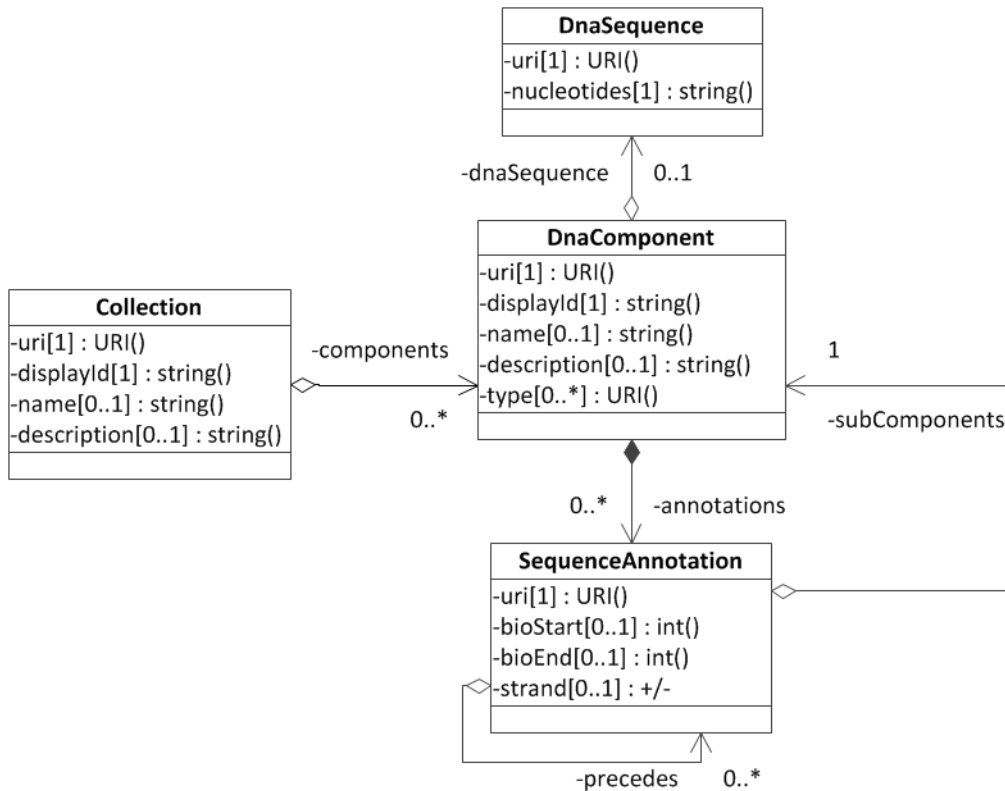 DnaSequence
-uri[1] : URI()
-nucleotides[1] : string()
-dnaSequence
0..1
DnaComponent
-uri[1] : URI()
-displayId[1] : string()
-name[0..1] : string()
-description[0..1] : string()
-type[0..*] : URI()
Collection
-uri[1] : URI()
-displayId[1] : string()
-name[0..1] : string()
-description[0..1] : string()
-components
0..*
1
-subComponents
0..*
-annotations
SequenceAnnotation
-uri[1] : URI()
-bioStart[0..1] : int()
-bioEnd[0..1] : int()
-strand[0..1] : +/-
-precedes
0..*